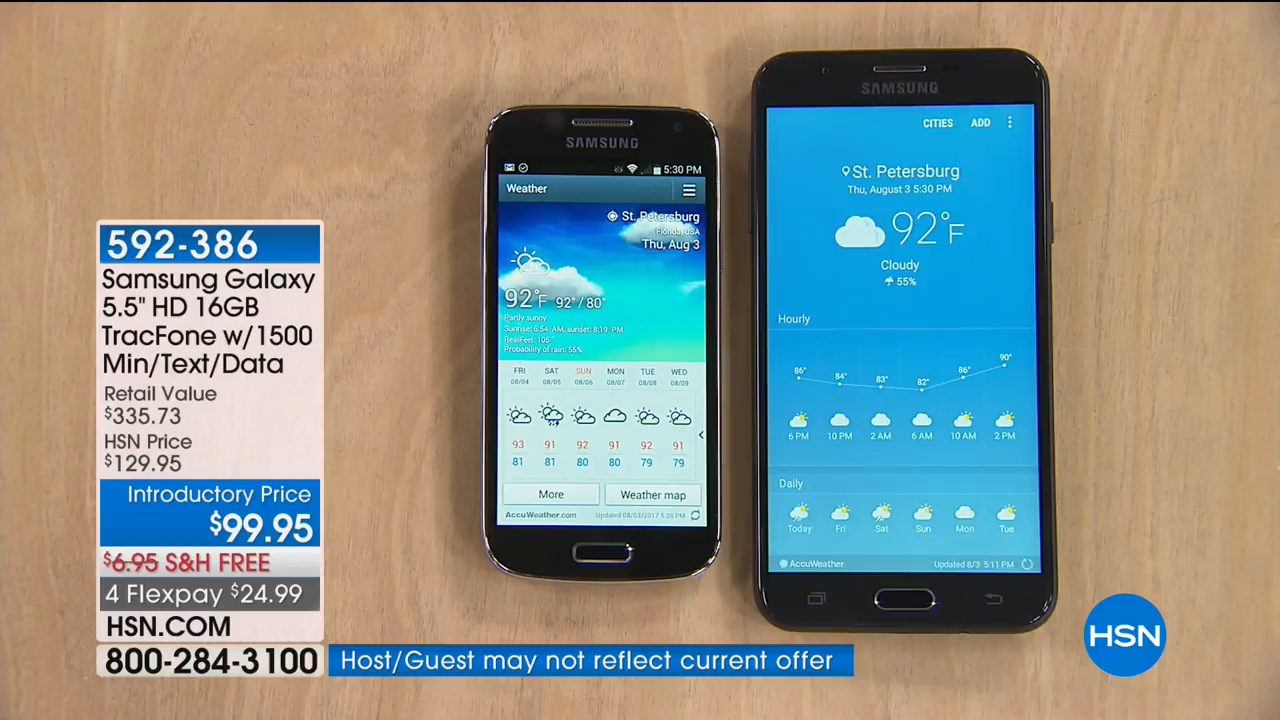 592-386
Samsung Galaxy
5.5" HD 16GB
TracFone w/1500
Min/Text/Data
Retail Value
$335.73
HSN Price
$129.95
Introductory Price
$99.95
$6.95 S&H FREE
4 Flexpay $24.99
HSN.COM
800-284-3100
Host/Guest may not reflect current offer
HSN
SAMSUNG
5:30 PM
Weather
St. Petersburg
Florida, USA
Thu, Aug 3
92°F 92°/ 80°
Partly sunny
Sunrise: 6:54 AM, sunset: 8:19 PM
RealFeel: 105°
Probability of rain: 55%
FRI SAT SUN MON TUE WED
08/04 08/05 08/06 08/07 08/08 08/09
93 91 92 91 92 91
81 81 80 80 79 79
More Weather map
AccuWeather.com Updated 08/03/2017 5:28 PM
SAMSUNG
CITIES ADD
St. Petersburg
Thu, August 3 5:30 PM
92°F
Cloudy
55%
Hourly
86° 84° 83° 82° 86° 90°
6 PM 10 PM 2 AM 6 AM 10 AM 2 PM
Daily
Today Fri Sat Sun Mon Tue
AccuWeather Updated 8/3 5:11 PM